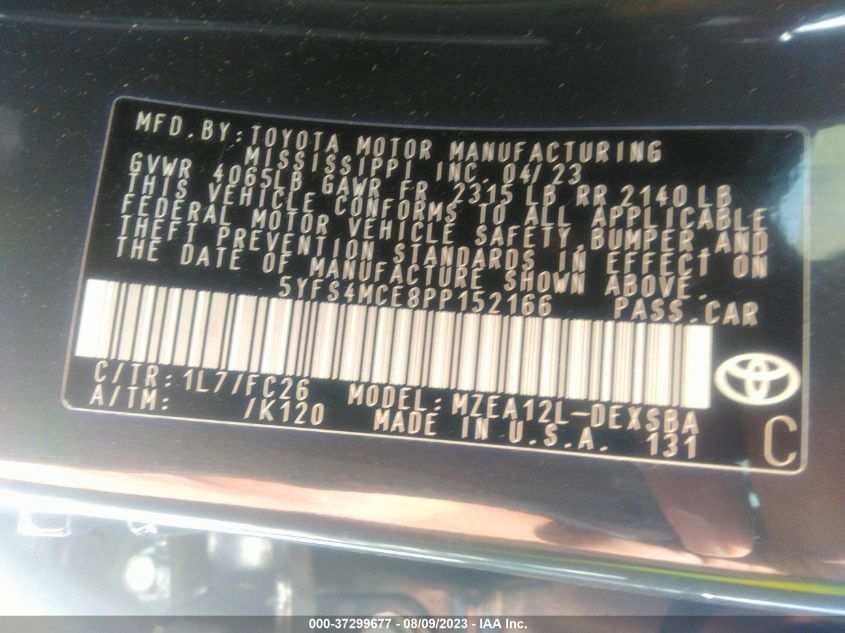 MFD. BY: TOYOTA MOTOR MANUFACTURING
MISSISSIPPI INC. 04/23
GVWR 4065LB GAWR FR 2315 LB RR 2140 LB
THIS VEHICLE CONFORMS TO ALL APPLICABLE
FEDERAL MOTOR VEHICLE SAFETY, BUMPER AND
THEFT PREVENTION STANDARDS IN EFFECT ON
THE DATE OF MANUFACTURE SHOWN ABOVE.
5YFS4MCE8PP152166 PASS.CAR
C/TR: 1L7/FC26 MODEL: MZEA12L-DEXSBA
A/TM: /K120 MADE IN U.S.A. 131
C
000-37299677 - 08/09/2023 - IAA Inc.